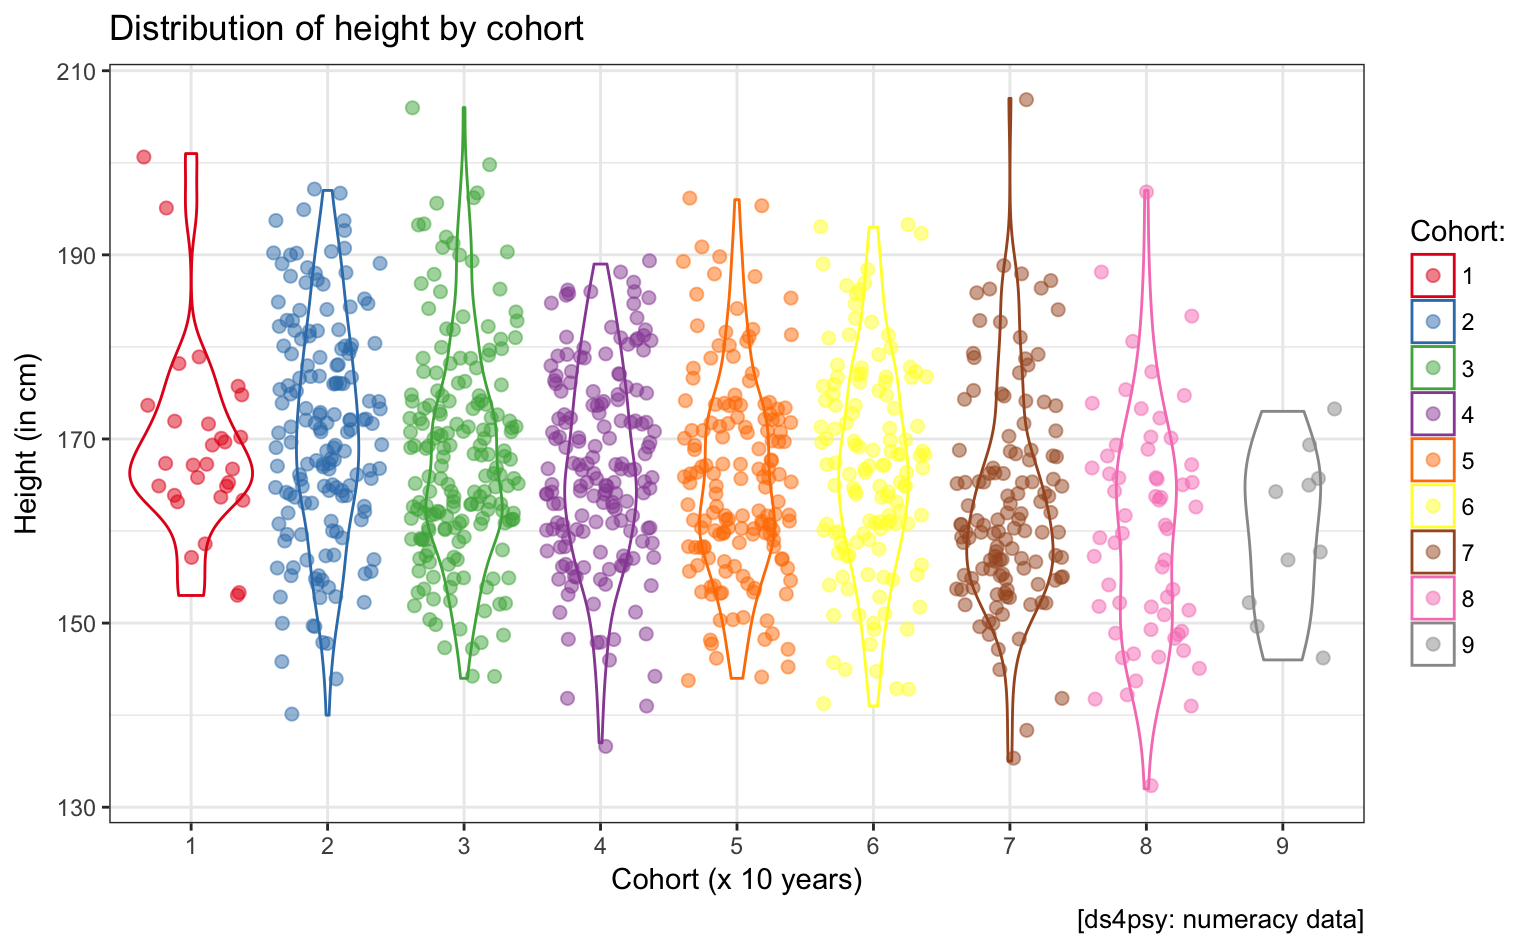 Distribution of height by cohort
Height (in cm)
210
190
170
150
130
1 2 3 4 5 6 7 8 9
Cohort (x 10 years)
[ds4psy: numeracy data]
Cohort:
1
2
3
4
5
6
7
8
9